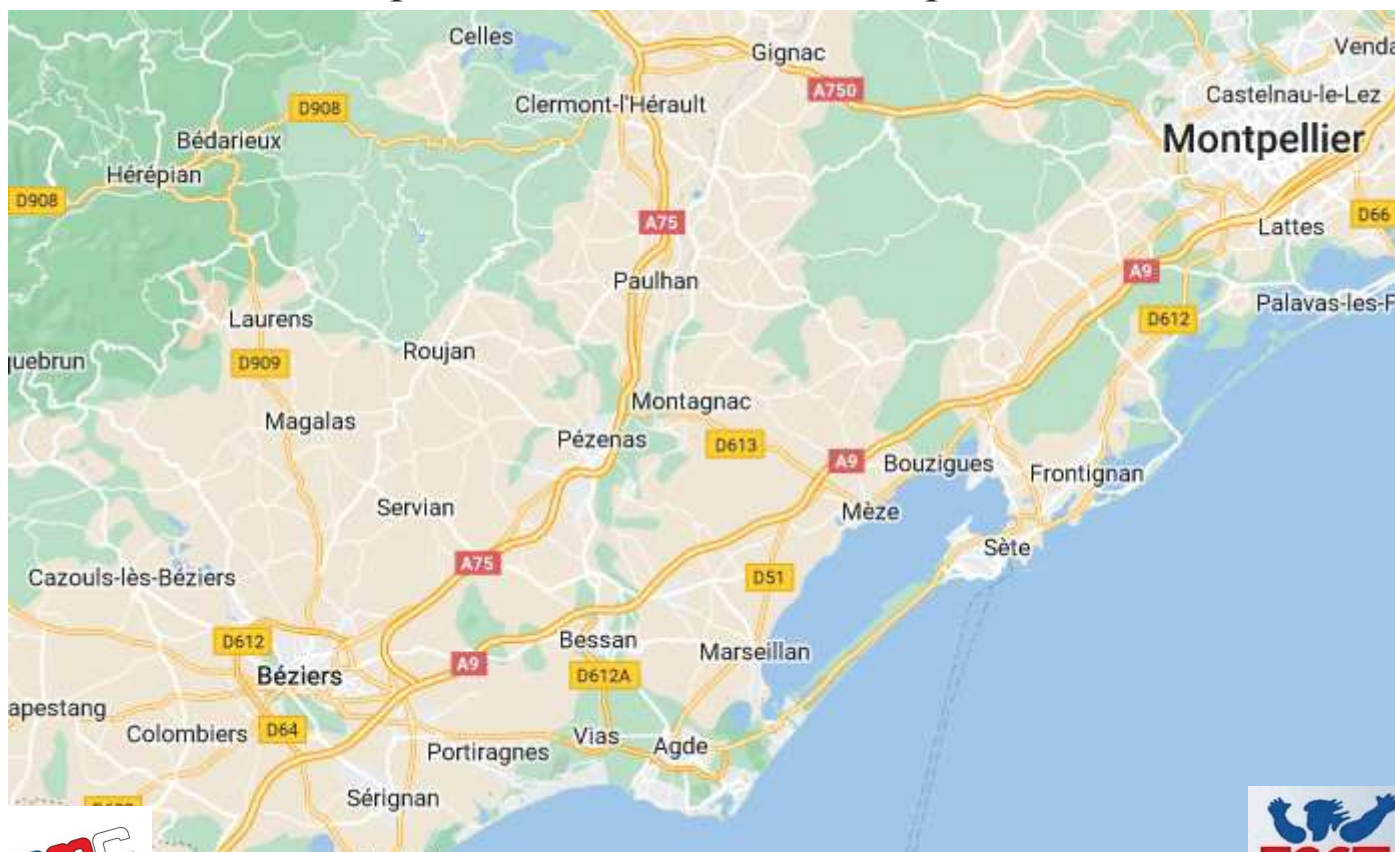 Celles
Gignac
Venda
A750
Castelnau-le-Lez
D908
Clermont-l'Hérault
Montpellier
Bédarieux
Hérépian
D908
A75
D66
Lattes
A9
Paulhan
Palavas-les-F
Laurens
D612
Roujan
quebrun
D909
Montagnac
Magalas
Pézenas
D613
A9
Bouzigues
Frontignan
Servian
Mèze
Sète
A75
Cazouls-lès-Béziers
D51
D612
Bessan
Marseillan
A9
Béziers
D612A
apestang
Colombiers
D64
Vias
Agde
Portiragnes
Sérignan